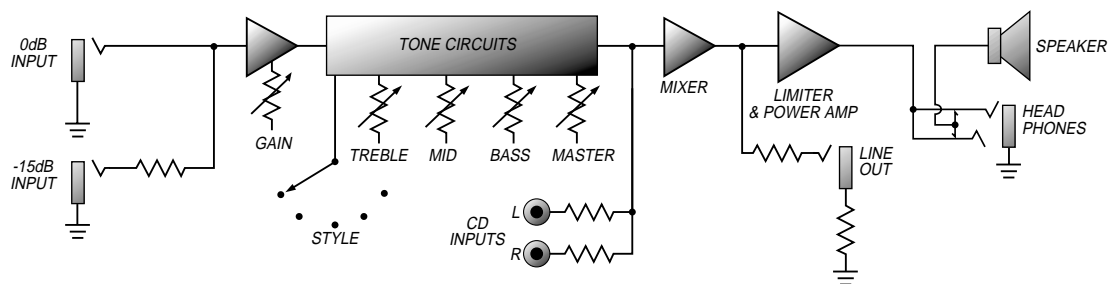 0dB
INPUT
-15dB
INPUT
GAIN
TONE CIRCUITS
TREBLE
MID
BASS
MASTER
STYLE
CD
INPUTS
L
R
MIXER
LIMITER
& POWER AMP
LINE
OUT
SPEAKER
HEAD
PHONES